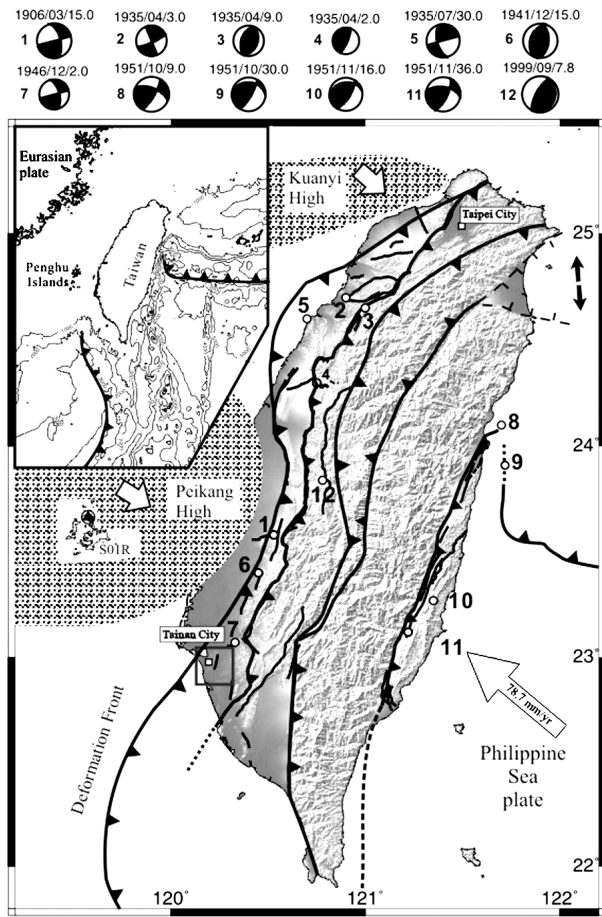 1906/03/15.0 1935/04/3.0 1935/04/9.0 1935/04/2.0 1935/07/30.0 1941/12/15.0
1 2 3 4 5 6
1946/12/2.0 1951/10/9.0 1951/10/30.0 1951/11/16.0 1951/11/36.0 1999/09/7.8
7 8 9 10 11 12
Eurasian
plate
Penghu
Islands
Taiwan
Kuanyi
High
Taipei City
25°
5
2
3
4
24°
8
9
12
Peikang
High
S01R
1
6
7
10
11
Tainan City
23°
78.7 mm/yr
Deformation Front
Philippine
Sea
plate
22°
120° 121° 122°